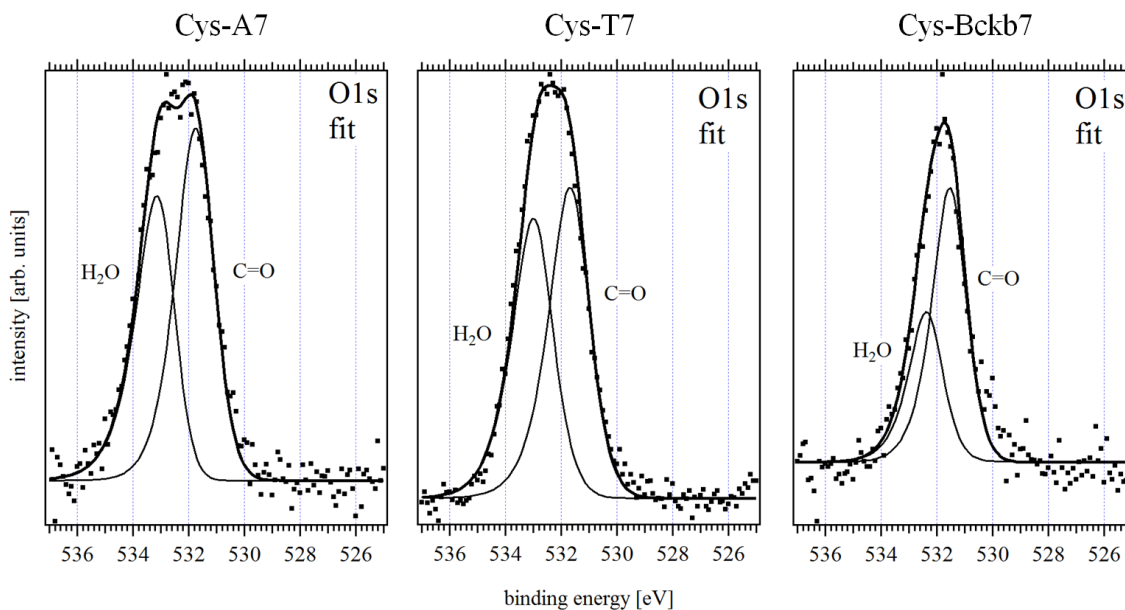 Cys-A7
Cys-T7
Cys-Bckb7
intensity [arb. units]
O1s
fit
H₂O
C=O
536 534 532 530 528 526
O1s
fit
H₂O
C=O
536 534 532 530 528 526
O1s
fit
H₂O
C=O
536 534 532 530 528 526
binding energy [eV]